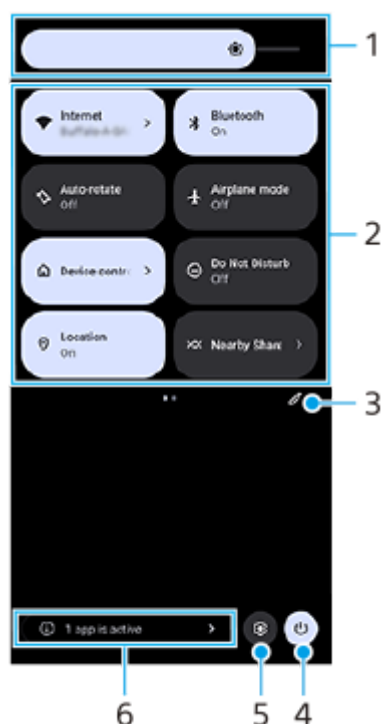 1
Internet
Bluetooth
On
Auto-rotate
Off
Airplane mode
Off
2
Device contr
Do Not Disturb
Off
Location
On
Nearby Share
3
1 app is active
6
5
4